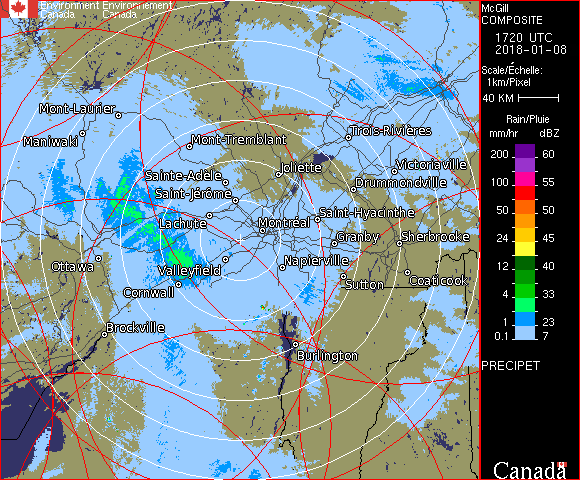 Environment Environnement
Canada Canada
McGill
COMPOSITE
1720 UTC
2018-01-08
Scale/Échelle:
1km/Pixel
40 KM
Rain/Pluie
mm/hr dBZ
200 60
100 55
50 50
24 45
12 40
8 35
4 33
1 23
0.1 7
PRECIPET
Canada
Mont-Laurier
Maniwaki
Mont-Tremblant
Trois-Rivières
Sainte-Adèle
Joliette
Victoriaville
Saint-Jérôme
Drummondville
Lachute
Montréal
Saint-Hyacinthe
Granby
Sherbrooke
Ottawa
Valleyfield
Napierville
Cornwall
Sutton
Coaticook
Brockville
Burlington